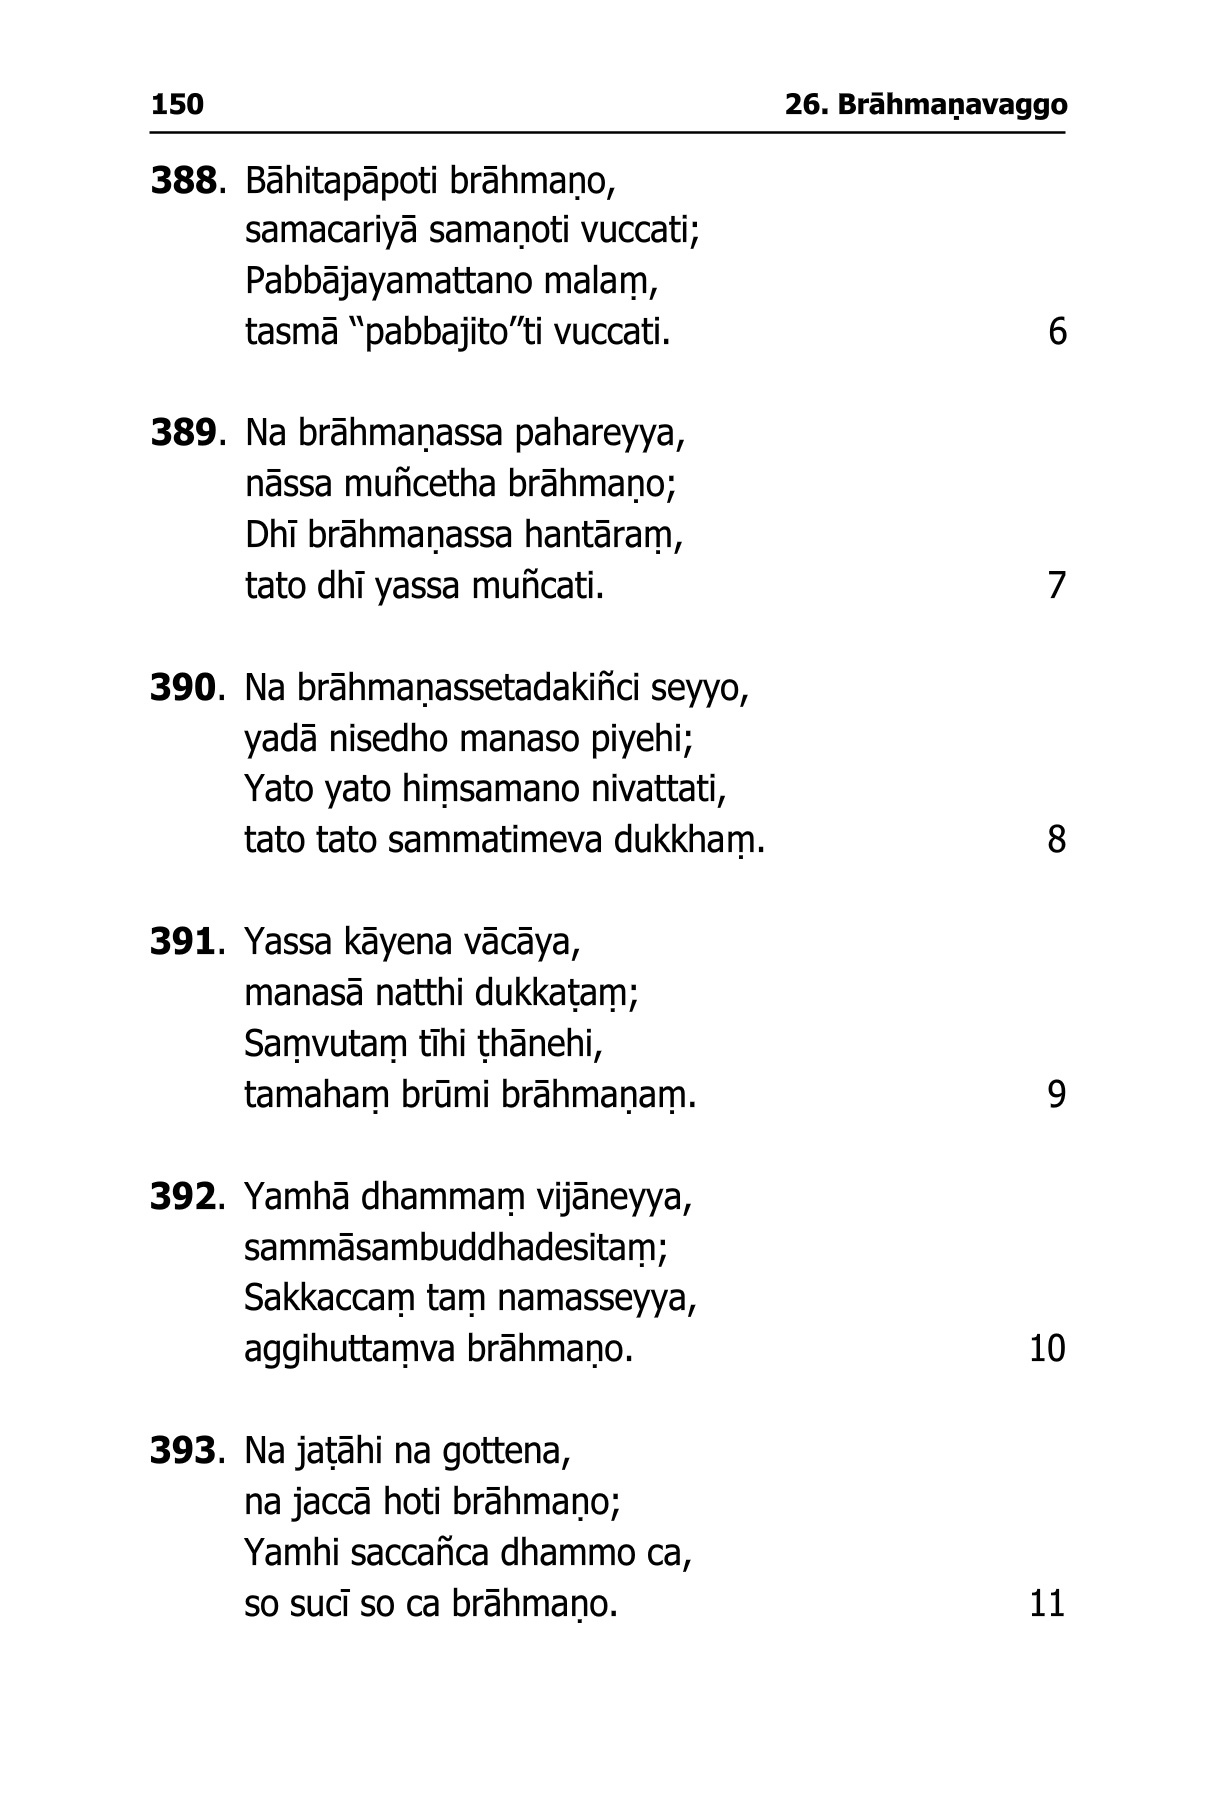 150 26. Brāhmaṇavaggo
388. Bāhitapāpoti brāhmaṇo,
samacariyā samaṇoti vuccati;
Pabbājayamattano malaṃ,
tasmā “pabbajito”ti vuccati. 6
389. Na brāhmaṇassa pahareyya,
nāssa muñcetha brāhmaṇo;
Dhī brāhmaṇassa hantāraṃ,
tato dhī yassa muñcati. 7
390. Na brāhmaṇassetadakiñci seyyo,
yadā nisedho manaso piyehi;
Yato yato hiṃsamano nivattati,
tato tato sammatimeva dukkhaṃ. 8
391. Yassa kāyena vācāya,
manasā natthi dukkaṭaṃ;
Saṃvutaṃ tīhi ṭhānehi,
tamahaṃ brūmi brāhmaṇaṃ. 9
392. Yamhā dhammaṃ vijāneyya,
sammāsambuddhadesitaṃ;
Sakkaccaṃ taṃ namasseyya,
aggihuttaṃva brāhmaṇo. 10
393. Na jaṭāhi na gottena,
na jaccā hoti brāhmaṇo;
Yamhi saccañca dhammo ca,
so sucī so ca brāhmaṇo. 11